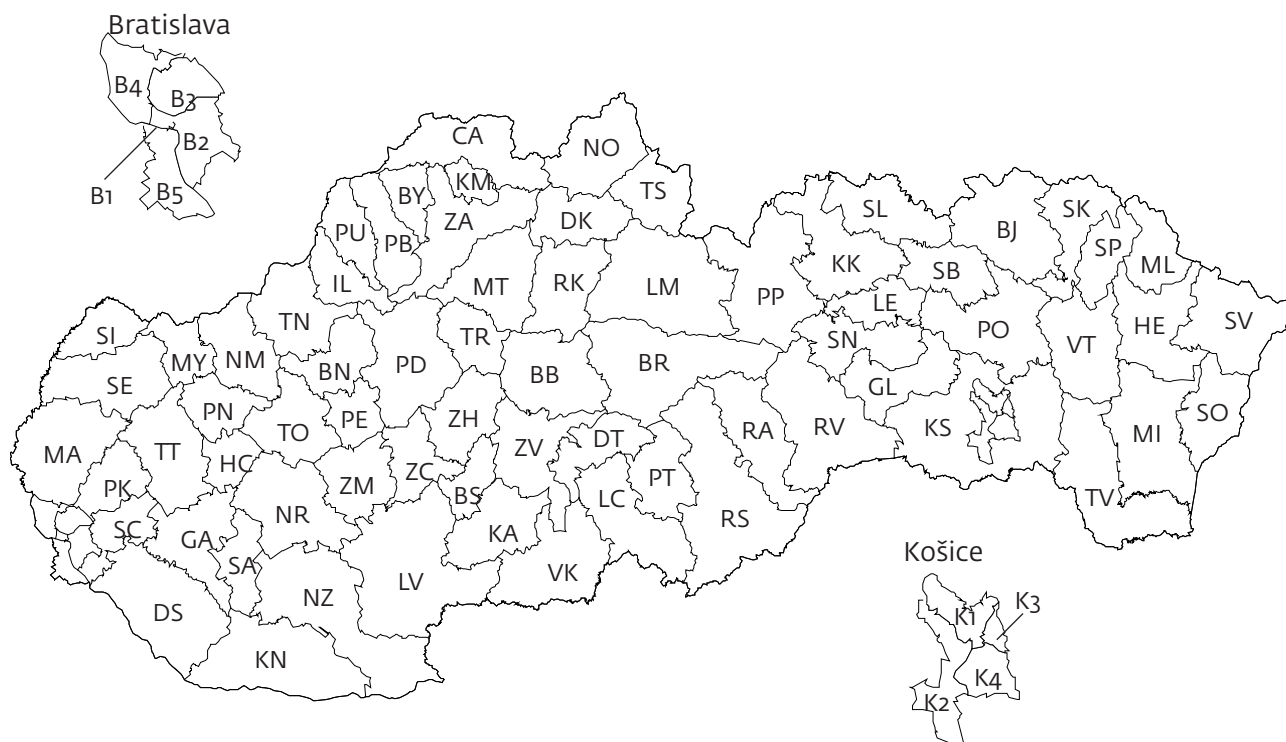 Bratislava
B4
B3
B2
B1
B5
CA
NO
KM
TS
BY
ZA
DK
PU
PB
SL
SK
BJ
SP
ML
KK
SB
IL
MT
RK
LM
PP
LE
HE
SV
TN
SI
PO
VT
SN
MY
NM
BN
PD
TR
BB
BR
SE
GL
PN
TO
PE
ZH
ZV
DT
RA
RV
KS
SO
MI
MA
TT
HC
ZC
PT
PK
ZM
BS
LC
TV
SC
NR
KA
RS
GA
SA
VK
LV
NZ
DS
KN
Košice
K1
K3
K4
K2